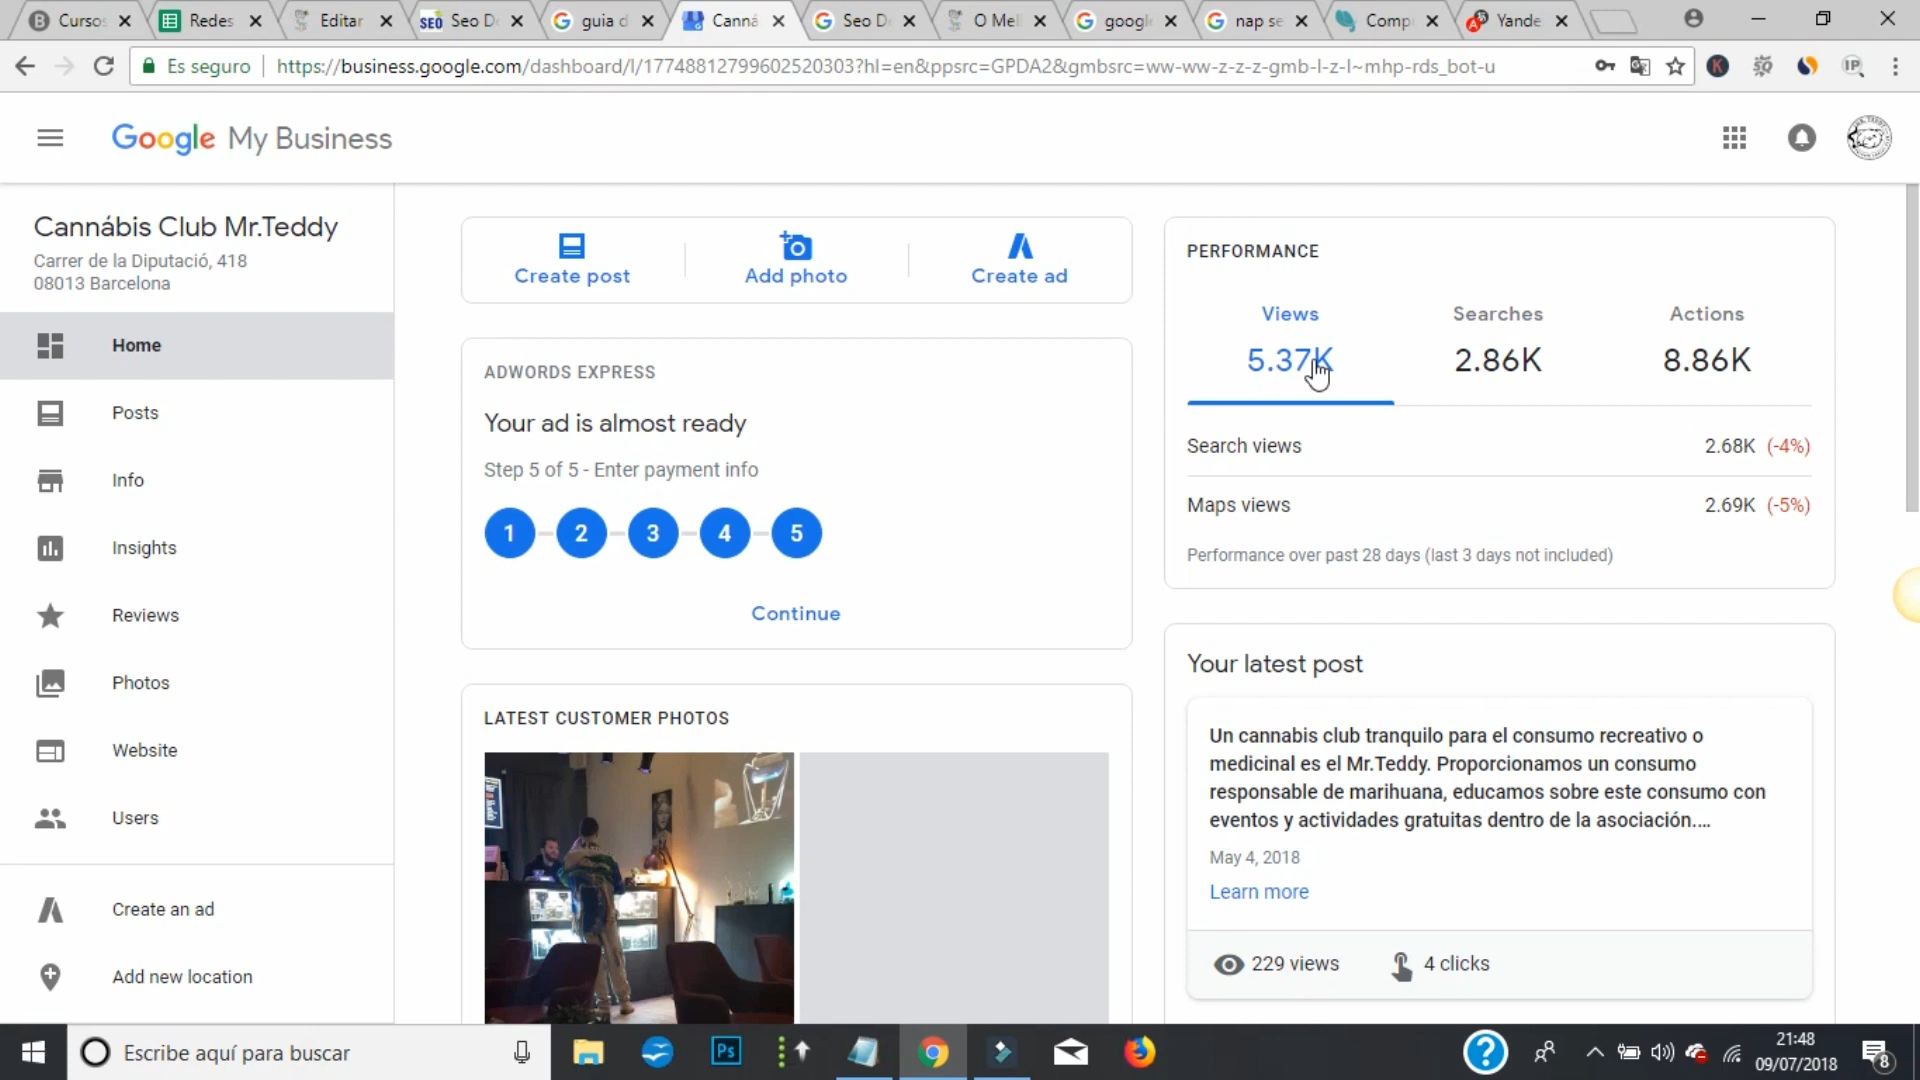 Cursos
Redes
Editar
SEO Seo D
guia d
Canná
Seo D
O Mel
google
nap se
Comp
Yande
Es seguro
https://business.google.com/dashboard/l/17748812799602520303?hl=en&ppsrc=GPDA2&gmbsrc=ww-ww-z-z-z-gmb-l-z-l~mhp-rds_bot-u
Google My Business
Cannábis Club Mr.Teddy
Carrer de la Diputació, 418
08013 Barcelona
Home
Posts
Info
Insights
Reviews
Photos
Website
Users
Create an ad
Add new location
Create post
Add photo
Create ad
ADWORDS EXPRESS
Your ad is almost ready
Step 5 of 5 - Enter payment info
1 2 3 4 5
Continue
LATEST CUSTOMER PHOTOS
PERFORMANCE
Views Searches Actions
5.37K 2.86K 8.86K
Search views 2.68K (-4%)
Maps views 2.69K (-5%)
Performance over past 28 days (last 3 days not included)
Your latest post
Un cannabis club tranquilo para el consumo recreativo o
medicinal es el Mr.Teddy. Proporcionamos un consumo
responsable de marihuana, educamos sobre este consumo con
eventos y actividades gratuitas dentro de la asociación....
May 4, 2018
Learn more
229 views 4 clicks
Escribe aquí para buscar
Ps
21:48
09/07/2018
8